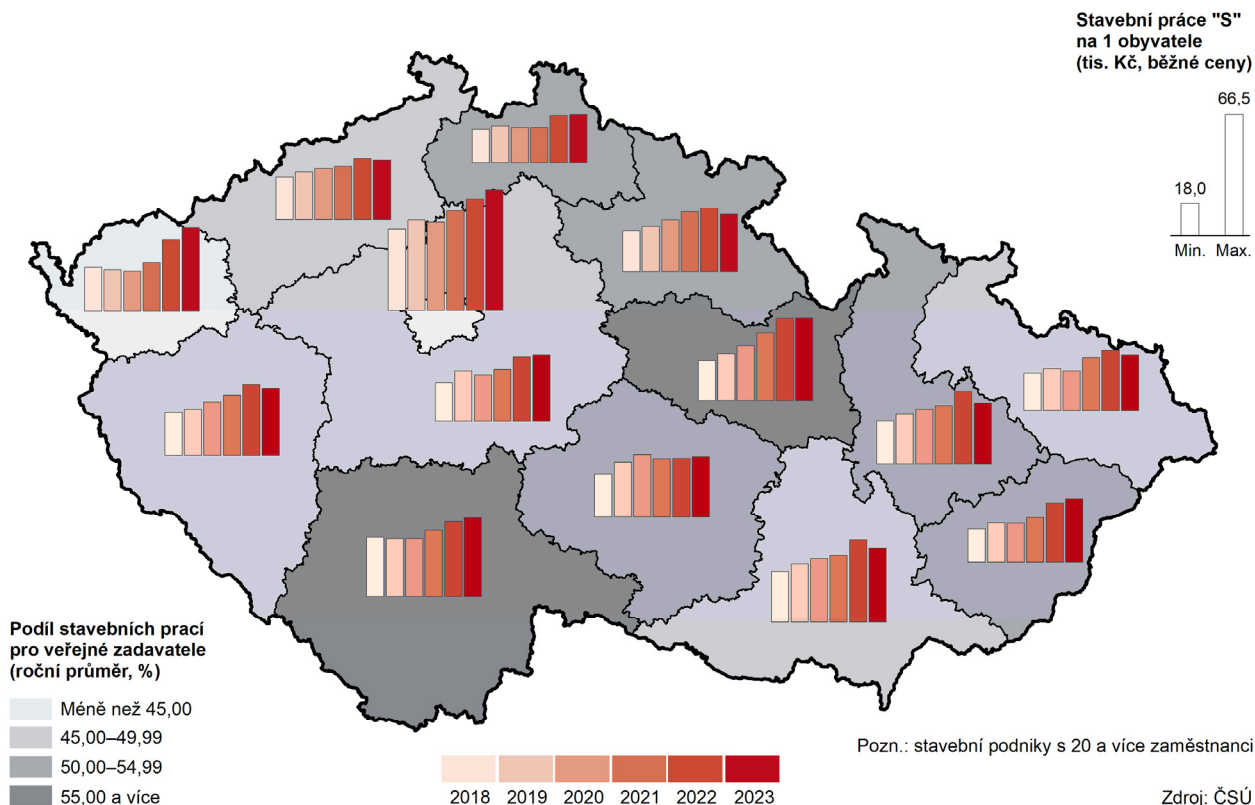 Stavební práce "S"
na 1 obyvatele
(tis. Kč, běžné ceny)
66,5
18,0
Min. Max.
Podíl stavebních prací
pro veřejné zadavatele
(roční průměr, %)
Méně než 45,00
45,00–49,99
50,00–54,99
55,00 a více
2018 2019 2020 2021 2022 2023
Pozn.: stavební podniky s 20 a více zaměstnanci
Zdroj: ČSÚ